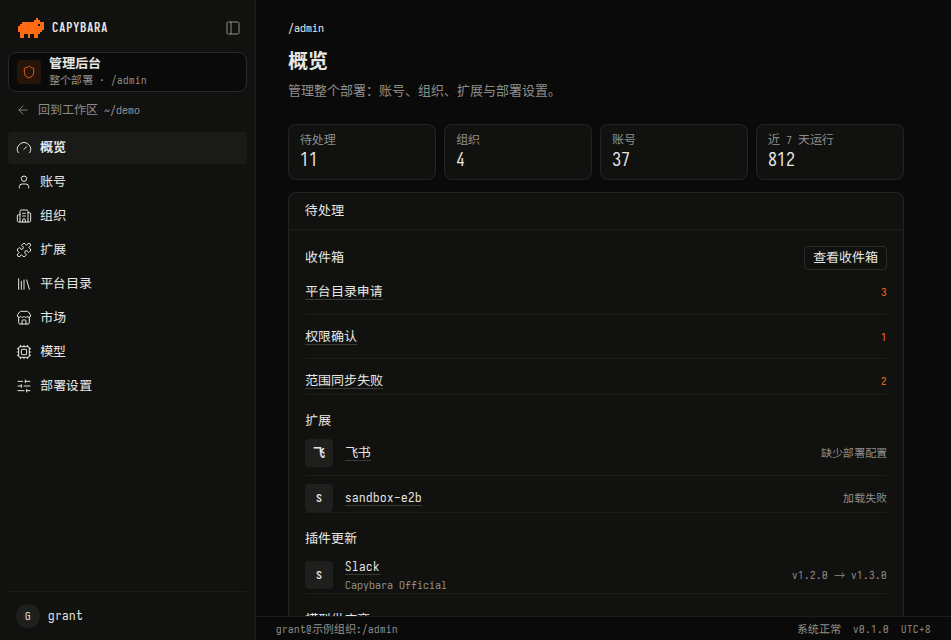 CAPYBARA
管理后台
整个部署 · /admin
回到工作区 ~/demo
概览
账号
组织
扩展
平台目录
市场
模型
部署设置
G grant
/admin
概览
管理整个部署：账号、组织、扩展与部署设置。
待处理
11
组织
4
账号
37
近 7 天运行
812
待处理
收件箱
查看收件箱
平台目录申请 3
权限确认 1
范围同步失败 2
扩展
飞 飞书 缺少部署配置
S sandbox-e2b 加载失败
插件更新
S Slack v1.2.0 → v1.3.0
Capybara Official
grant@示例组织:/admin
系统正常 v0.1.0 UTC+8